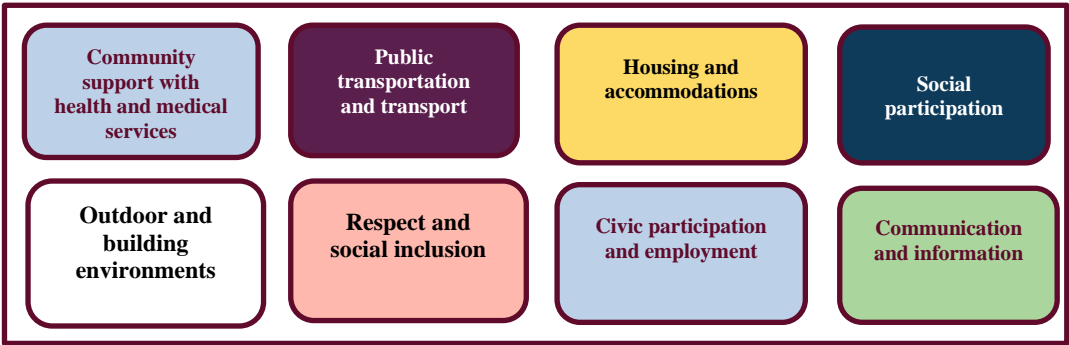 Community
support with
health and medical
services
Public
transportation
and transport
Housing and
accommodations
Social
participation
Outdoor and
building
environments
Respect and
social inclusion
Civic participation
and employment
Communication
and information